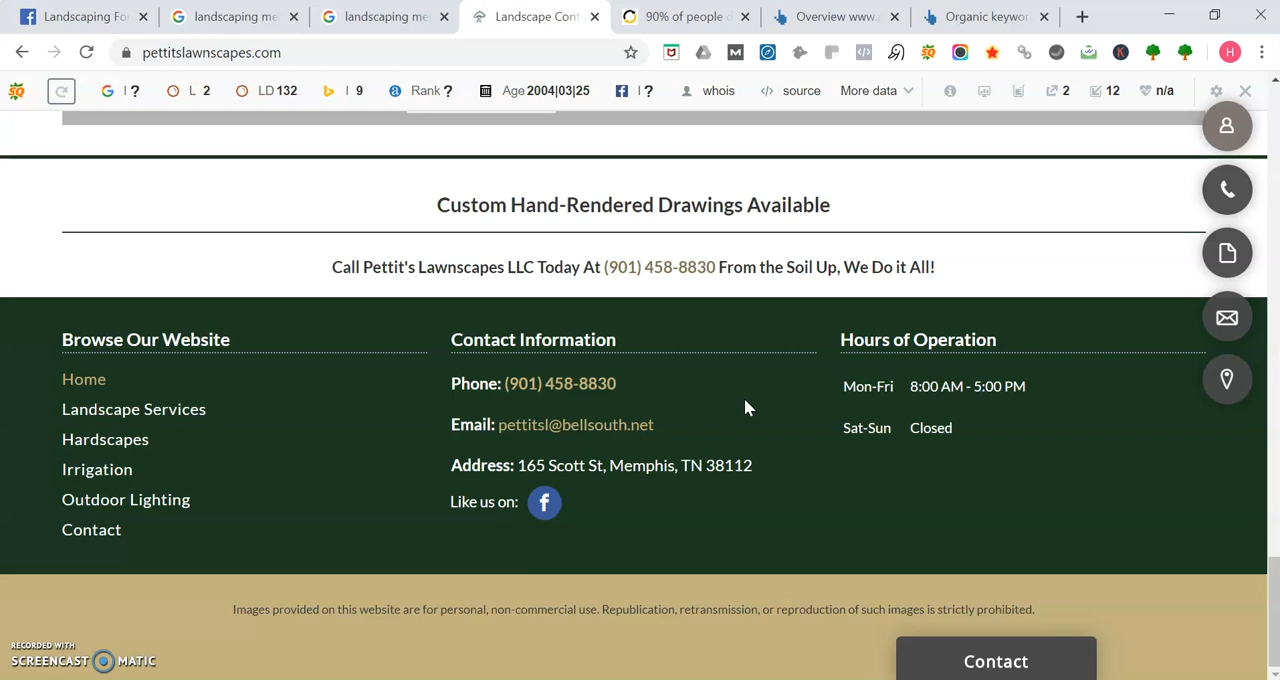 Landscaping For
landscaping me
landscaping me
Landscape Cont
90% of people d
Overview www.p
Organic keywor
pettitslawnscapes.com
H
SQ I ? L 2 LD 132 I 9 Rank ? Age 2004|03|25 I ? whois source More data 2 12 n/a
Custom Hand-Rendered Drawings Available
Call Pettit's Lawnscapes LLC Today At (901) 458-8830 From the Soil Up, We Do it All!
Browse Our Website
Home
Landscape Services
Hardscapes
Irrigation
Outdoor Lighting
Contact
Contact Information
Phone: (901) 458-8830
Email: pettitsl@bellsouth.net
Address: 165 Scott St, Memphis, TN 38112
Like us on:
Hours of Operation
Mon-Fri 8:00 AM - 5:00 PM
Sat-Sun Closed
Images provided on this website are for personal, non-commercial use. Republication, retransmission, or reproduction of such images is strictly prohibited.
RECORDED WITH
SCREENCAST MATIC
Contact